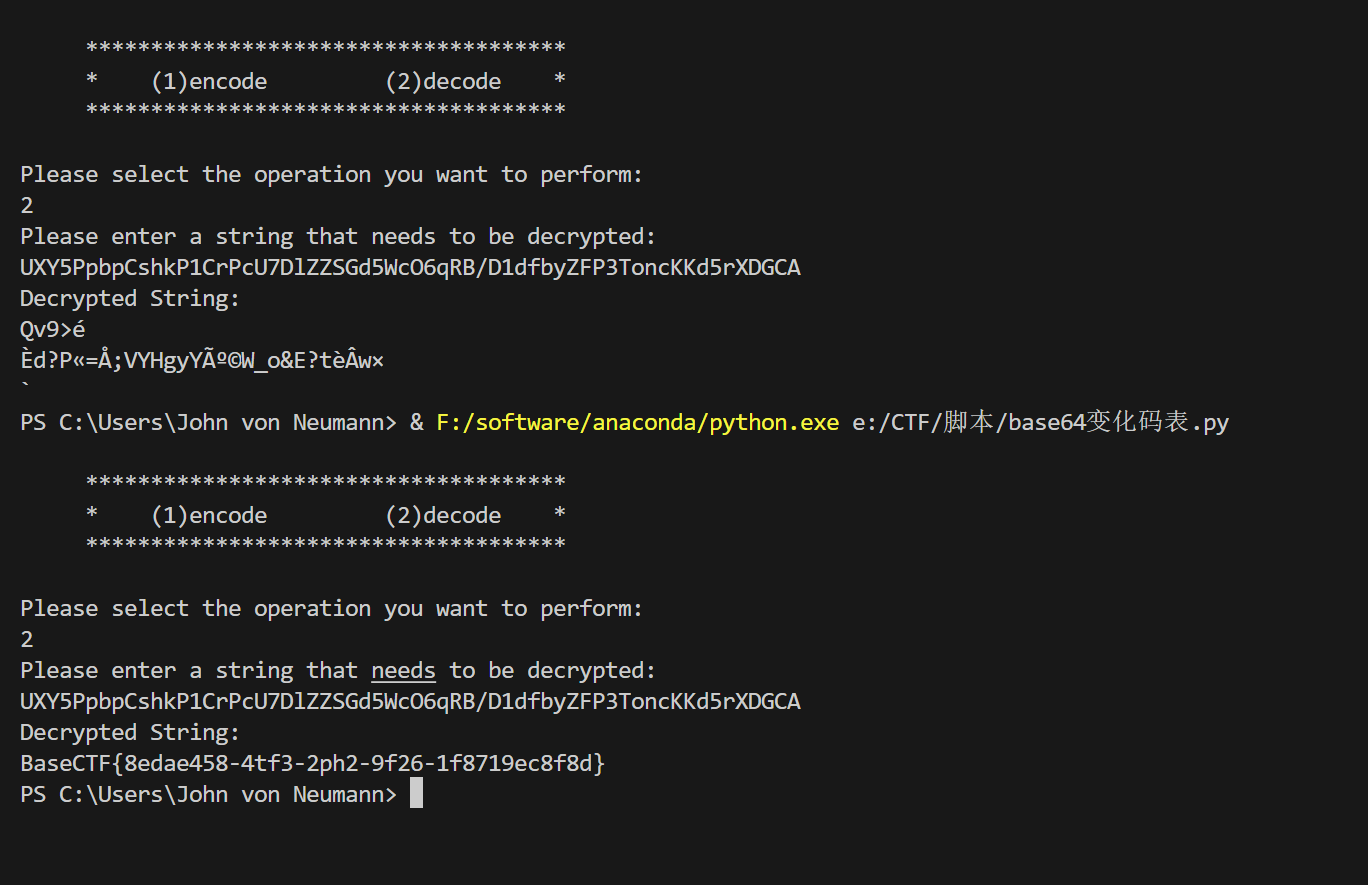 *************************************
*    (1)encode         (2)decode    *
*************************************
Please select the operation you want to perform:
2
Please enter a string that needs to be decrypted:
UXY5PpbpCshkP1CrPcU7DlZZSGd5WcO6qRB/D1dfbyZFP3ToncKKd5rXDGCA
Decrypted String:
Qv9>é
Èd?P«=Å;VYHgyYÃº©W_o&E?tèÂw×
`
PS C:\Users\John von Neumann> & F:/software/anaconda/python.exe e:/CTF/脚本/base64变化码表.py
*************************************
*    (1)encode         (2)decode    *
*************************************
Please select the operation you want to perform:
2
Please enter a string that needs to be decrypted:
UXY5PpbpCshkP1CrPcU7DlZZSGd5WcO6qRB/D1dfbyZFP3ToncKKd5rXDGCA
Decrypted String:
BaseCTF{8edae458-4tf3-2ph2-9f26-1f8719ec8f8d}
PS C:\Users\John von Neumann>